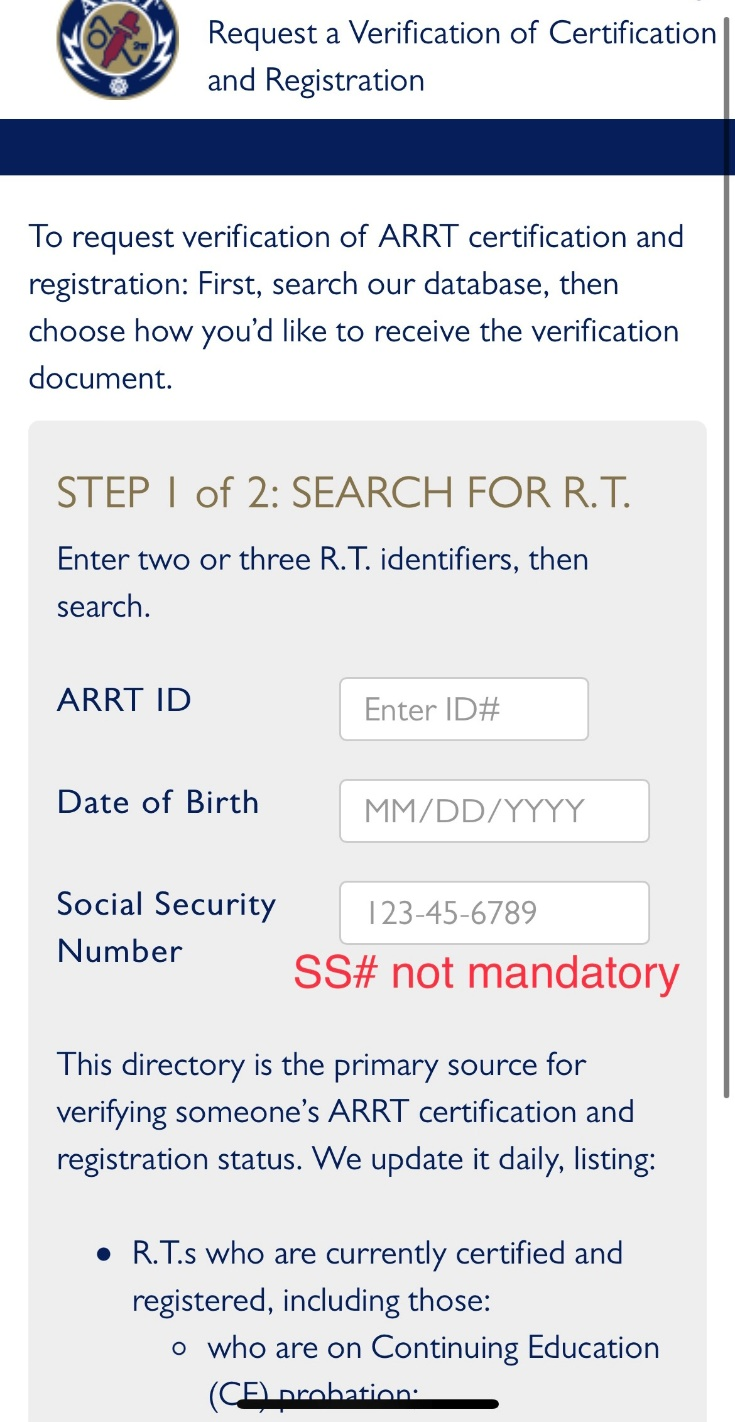 Request a Verification of Certification
and Registration
To request verification of ARRT certification and
registration: First, search our database, then
choose how you’d like to receive the verification
document.
STEP 1 of 2: SEARCH FOR R.T.
Enter two or three R.T. identifiers, then
search.
ARRT ID
Enter ID#
Date of Birth
MM/DD/YYYY
Social Security
Number
123-45-6789
SS# not mandatory
This directory is the primary source for
verifying someone’s ARRT certification and
registration status. We update it daily, listing:
• R.T.s who are currently certified and
registered, including those:
○ who are on Continuing Education
(CE) probation;